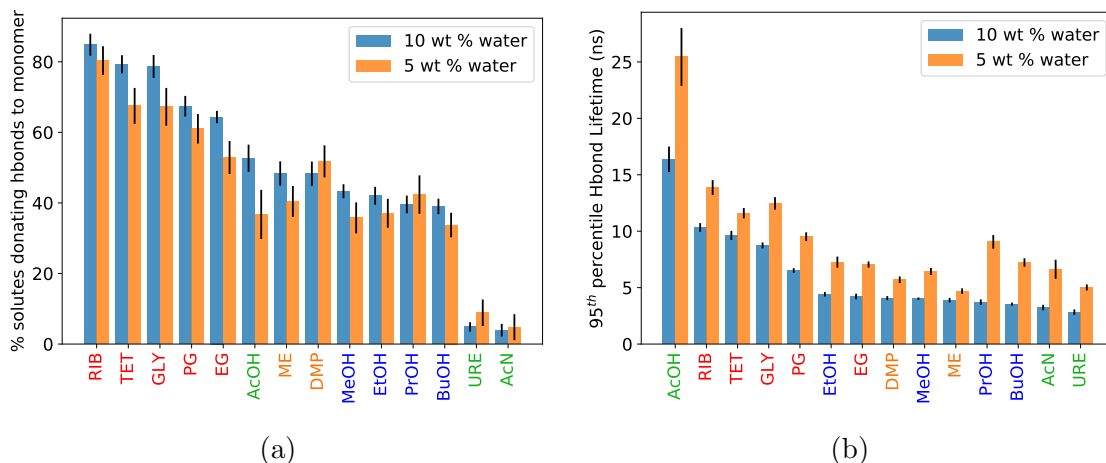 % solutes donating hbonds to monomer
80
60
40
20
0
10 wt % water
5 wt % water
RIB TET GLY PG EG AcOH ME DMP MeOH EtOH PrOH BuOH URE AcN
(a)
95th percentile Hbond Lifetime (ns)
25
20
15
10
5
0
10 wt % water
5 wt % water
AcOH RIB TET GLY PG EtOH EG DMP MeOH ME PrOH BuOH AcN URE
(b)